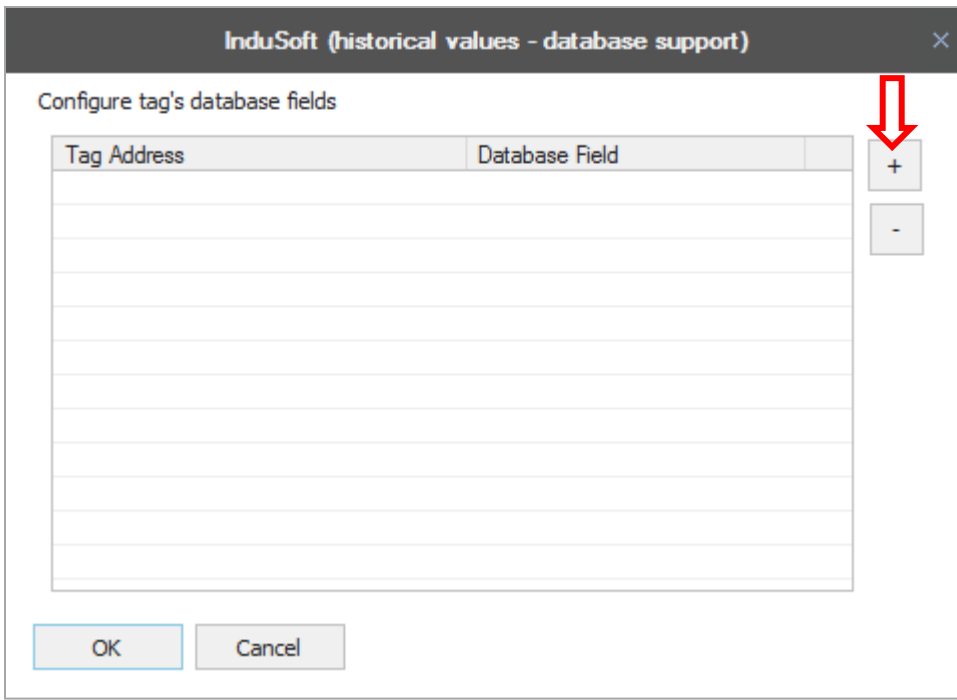 InduSoft (historical values - database support) ×
Configure tag's database fields
Tag Address Database Field
+
-
OK Cancel